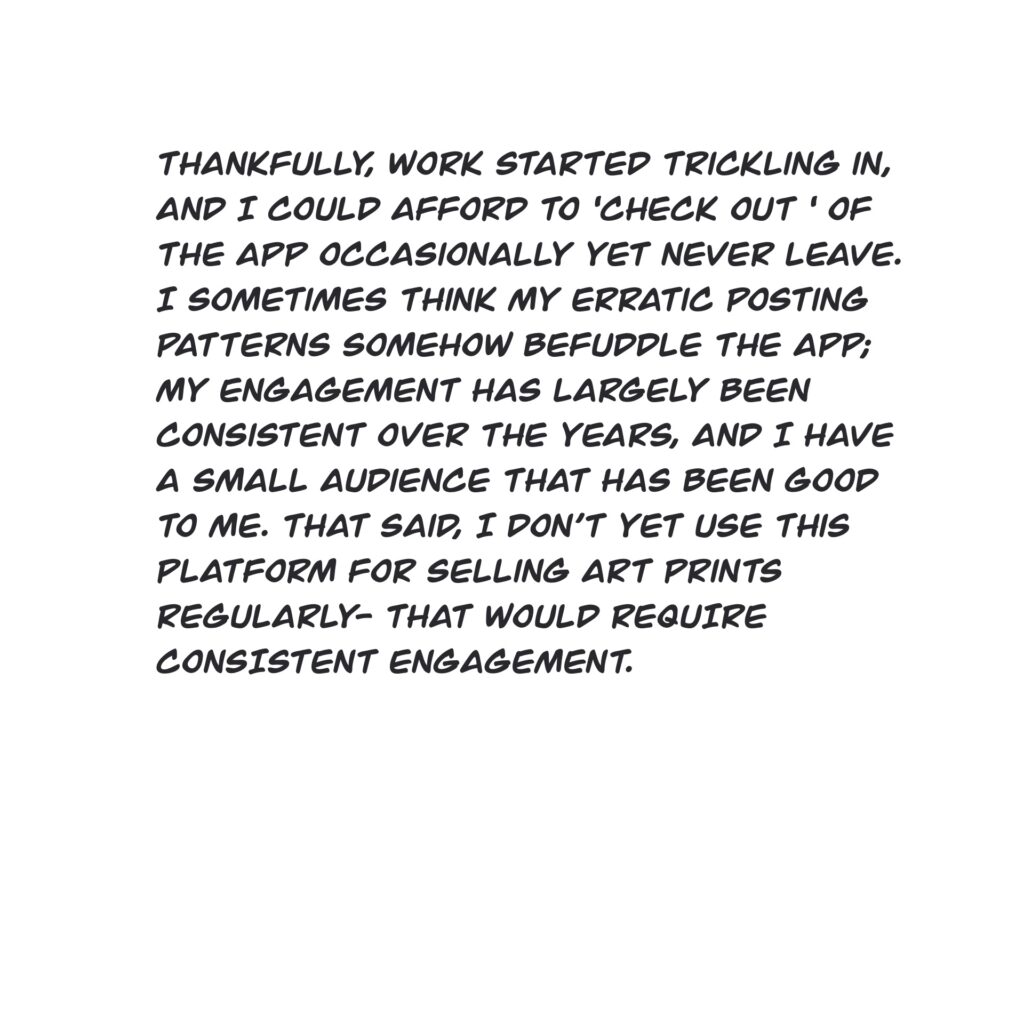 THANKFULLY, WORK STARTED TRICKLING IN,
AND I COULD AFFORD TO 'CHECK OUT ' OF
THE APP OCCASIONALLY YET NEVER LEAVE.
I SOMETIMES THINK MY ERRATIC POSTING
PATTERNS SOMEHOW BEFUDDLE THE APP;
MY ENGAGEMENT HAS LARGELY BEEN
CONSISTENT OVER THE YEARS, AND I HAVE
A SMALL AUDIENCE THAT HAS BEEN GOOD
TO ME. THAT SAID, I DON'T YET USE THIS
PLATFORM FOR SELLING ART PRINTS
REGULARLY- THAT WOULD REQUIRE
CONSISTENT ENGAGEMENT.